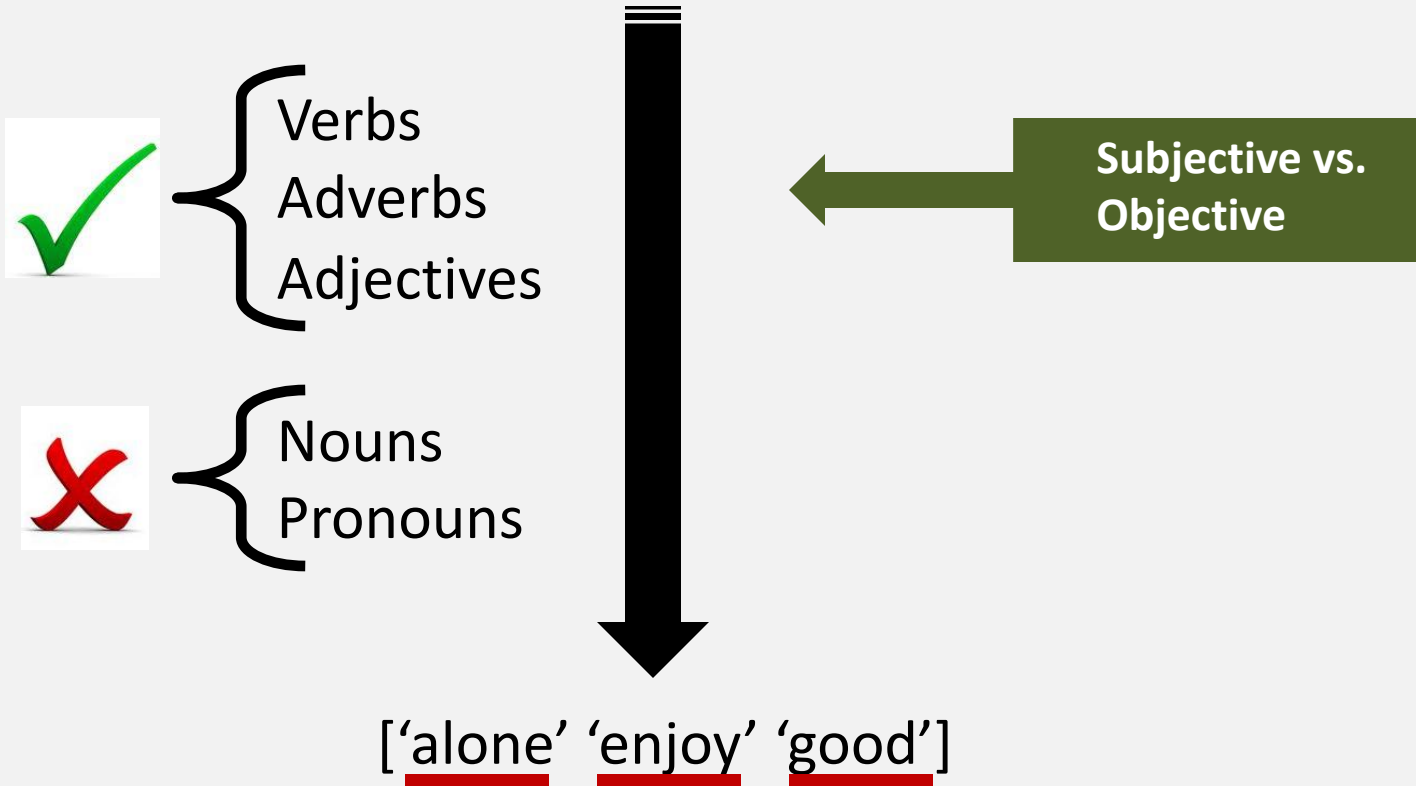 Verbs
Adverbs
Adjectives
Subjective vs.
Objective
Nouns
Pronouns
[‘alone’ ‘enjoy’ ‘good’]